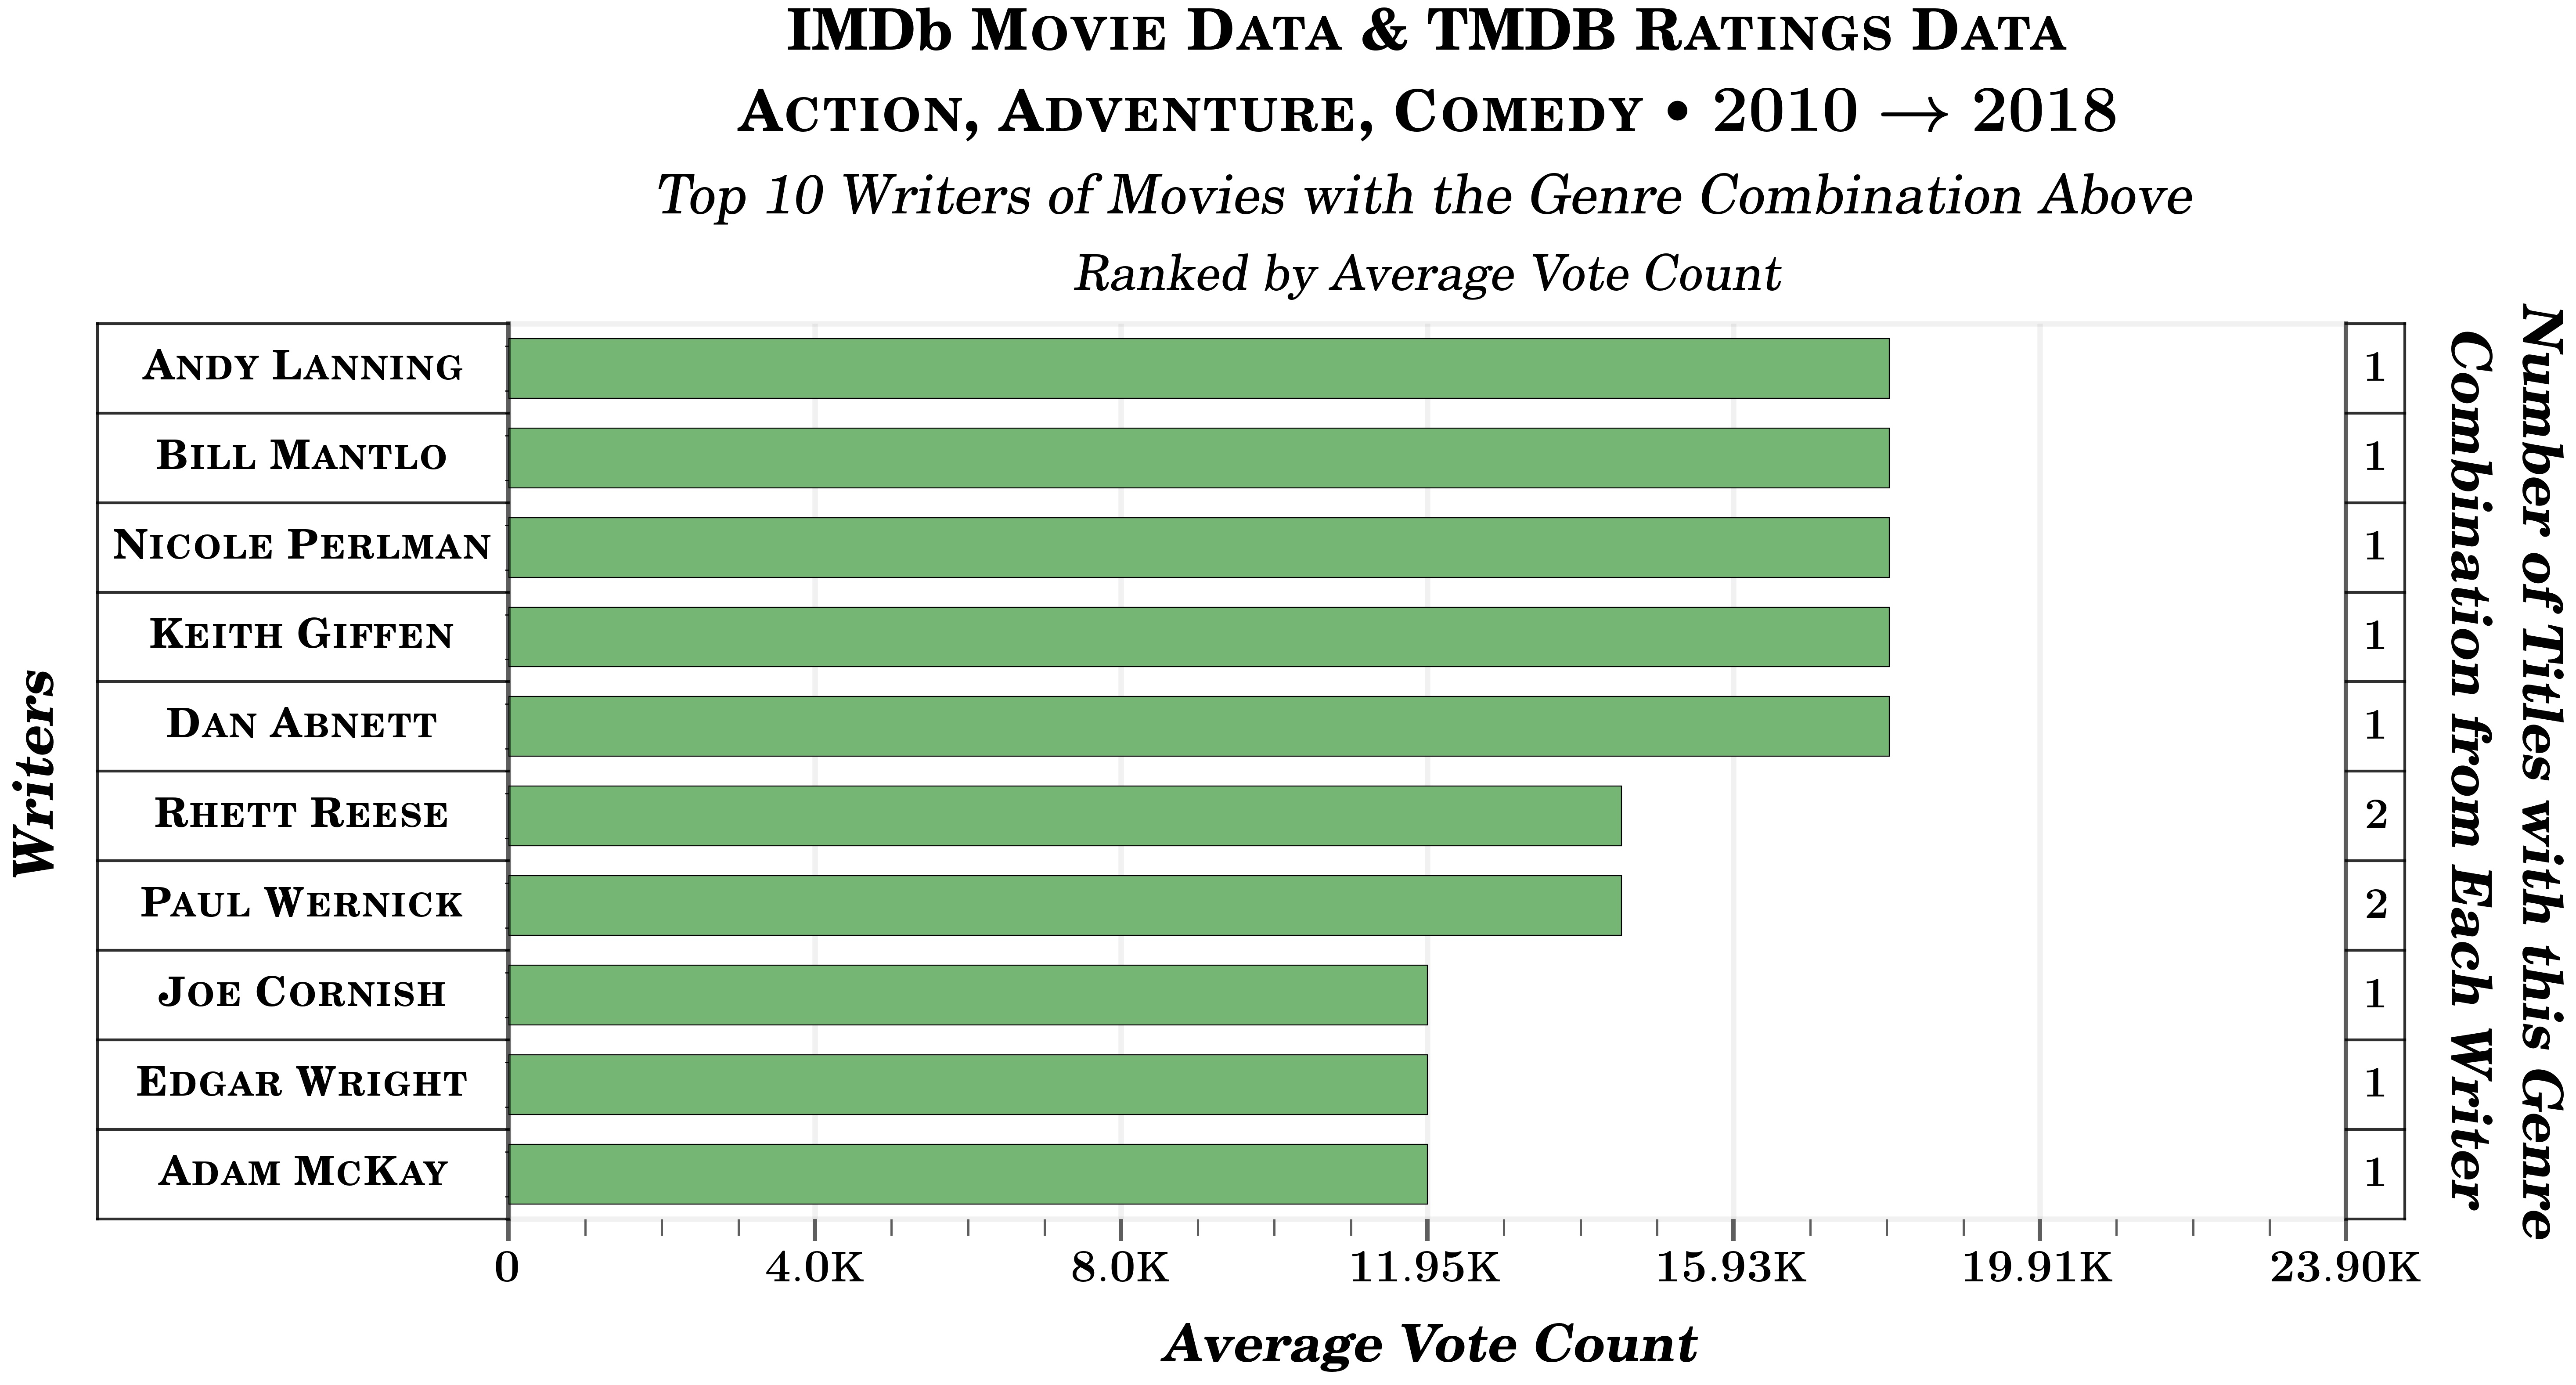 IMDb Movie Data & TMDB Ratings Data
Action, Adventure, Comedy • 2010 → 2018
Top 10 Writers of Movies with the Genre Combination Above
Ranked by Average Vote Count
Writers
Andy Lanning 1
Bill Mantlo 1
Nicole Perlman 1
Keith Giffen 1
Dan Abnett 1
Rhett Reese 2
Paul Wernick 2
Joe Cornish 1
Edgar Wright 1
Adam McKay 1
Number of Titles with this Genre
Combination from Each Writer
0 4.0K 8.0K 11.95K 15.93K 19.91K 23.90K
Average Vote Count